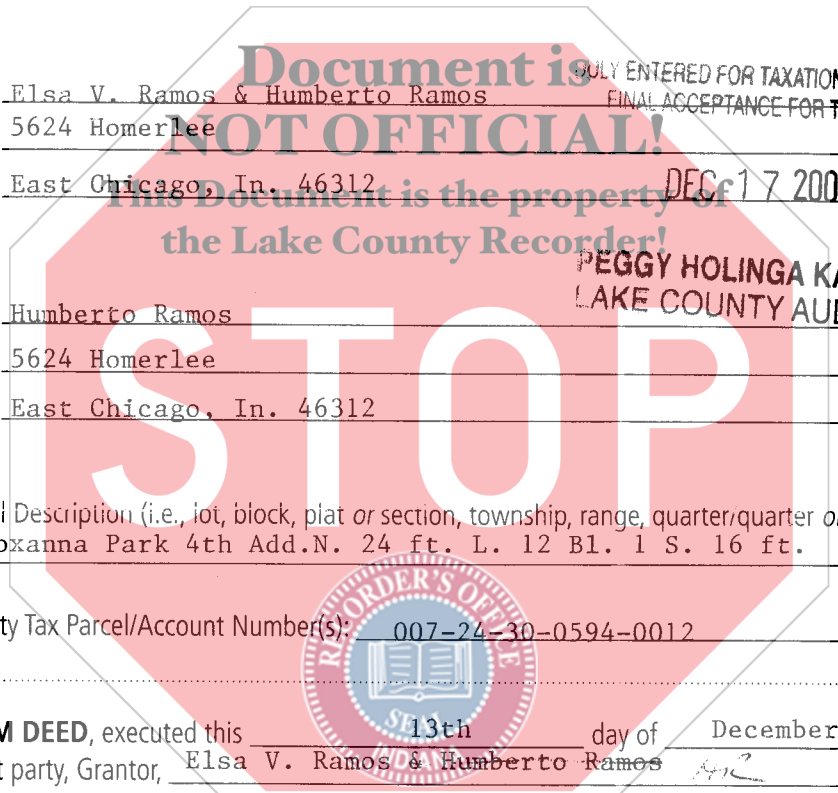 Document is
DULY ENTERED FOR TAXATION
FINAL ACCEPTANCE FOR T
Elsa V. Ramos & Humberto Ramos
5624 Homerlee
NOT OFFICIAL!
East Chicago, In. 46312
This Document is the property of
DEC 17 200
the Lake County Recorder!
PEGGY HOLINGA KA
LAKE COUNTY AUD
Humberto Ramos
5624 Homerlee
East Chicago, In. 46312
STOP
l Description (i.e., lot, block, plat or section, township, range, quarter/quarter o
oxanna Park 4th Add.N. 24 ft. L. 12 Bl. 1 S. 16 ft.
RECORDER'S OFFICE
ty Tax Parcel/Account Number(s): 007-24-30-0594-0012
SEAL
INDIANA
M DEED, executed this 13th day of December
t party, Grantor, Elsa V. Ramos & Humberto Ramos